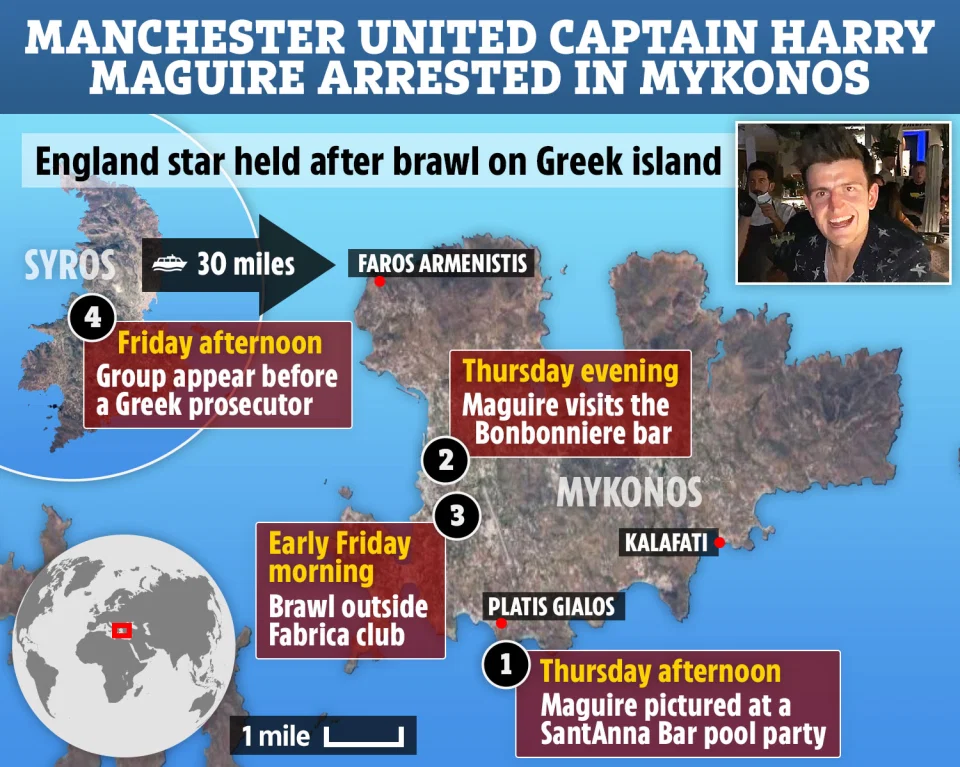 MANCHESTER UNITED CAPTAIN HARRY
MAGUIRE ARRESTED IN MYKONOS
England star held after brawl on Greek island
SYROS
30 miles
FAROS ARMENISTIS
4
Friday afternoon
Group appear before
a Greek prosecutor
Thursday evening
Maguire visits the
Bonbonniere bar
2
MYKONOS
3
KALAFATI
Early Friday
morning
Brawl outside
Fabrica club
PLATIS GIALOS
1
Thursday afternoon
Maguire pictured at a
SantAnna Bar pool party
1 mile